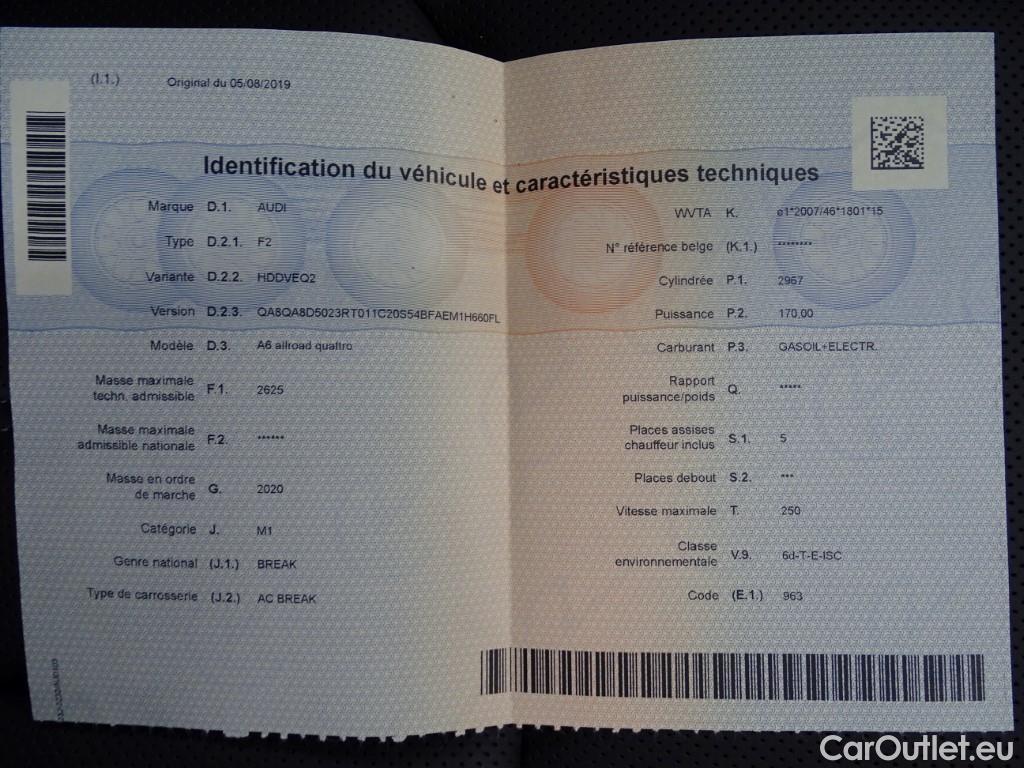 (I.1.) Original du 05/08/2019
Identification du véhicule et caractéristiques techniques
Marque D.1. AUDI
Type D.2.1. F2
Variante D.2.2. HDDVEQ2
Version D.2.3. QA8QA8D5023RT011C20S54BFAEM1H660FL
Modèle D.3. A6 allroad quattro
Masse maximale
techn. admissible F.1. 2625
Masse maximale
admissible nationale F.2. ******
Masse en ordre
de marche G. 2020
Catégorie J. M1
Genre national (J.1.) BREAK
Type de carrosserie (J.2.) AC BREAK
WVTA K. e1*2007/46*1801*15
N° référence belge (K.1.) ********
Cylindrée P.1. 2967
Puissance P.2. 170,00
Carburant P.3. GASOIL+ELECTR.
Rapport
puissance/poids Q. *****
Places assises
chauffeur inclus S.1. 5
Places debout S.2. ***
Vitesse maximale T. 250
Classe
environnementale V.9. 6d-T-E-ISC
Code (E.1.) 963
CarOutlet.eu